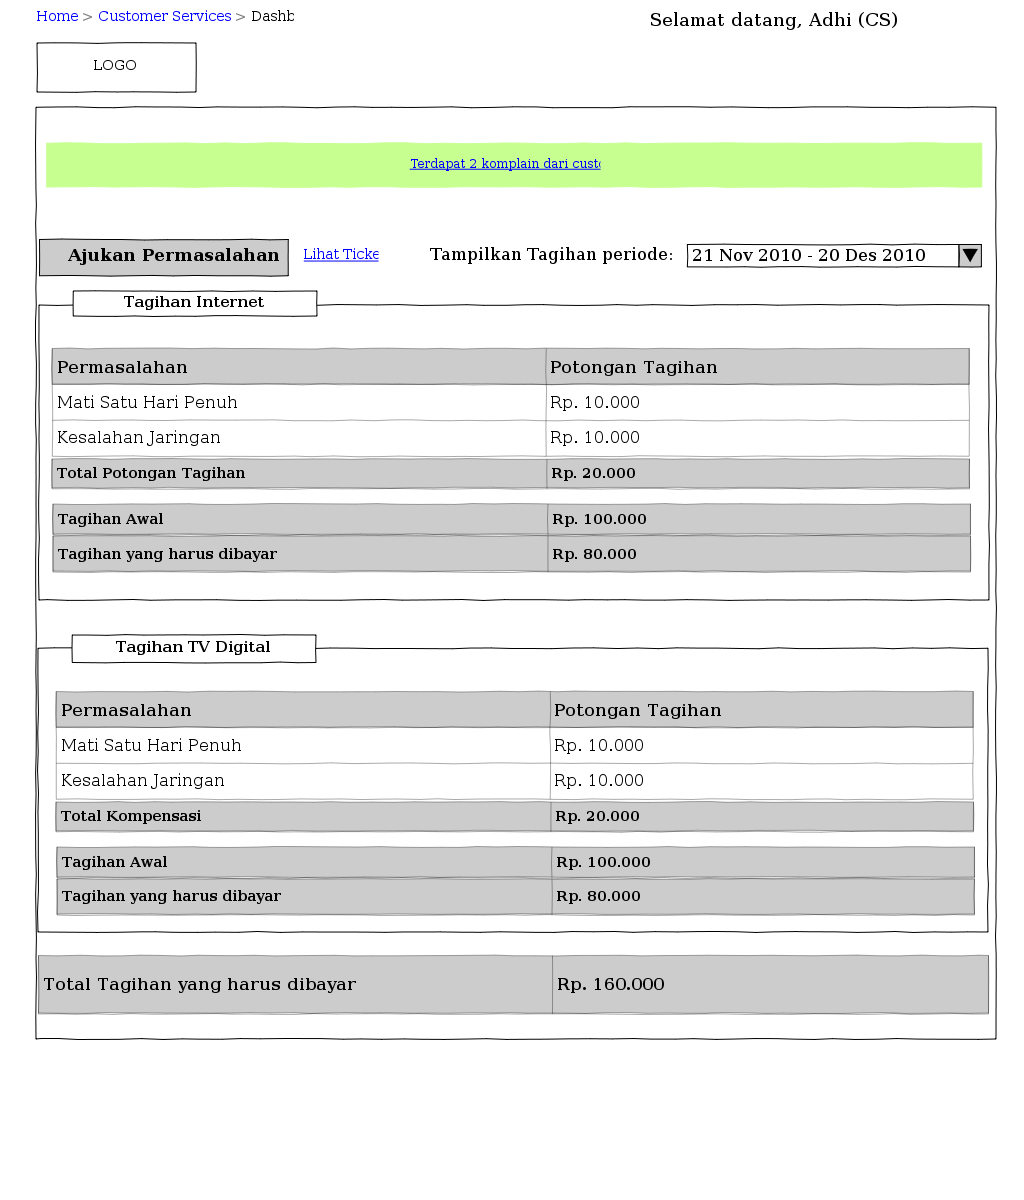 Home > Customer Services > Dashb
Selamat datang, Adhi (CS)
LOGO
Terdapat 2 komplain dari
Ajukan Permasalahan
Lihat Ticke
Tampilkan Tagihan periode:
21 Nov 2010 - 20 Des 2010
Tagihan Internet
Permasalahan Potongan Tagihan
Mati Satu Hari Penuh Rp. 10.000
Kesalahan Jaringan Rp. 10.000
Total Potongan Tagihan Rp. 20.000
Tagihan Awal Rp. 100.000
Tagihan yang harus dibayar Rp. 80.000
Tagihan TV Digital
Permasalahan Potongan Tagihan
Mati Satu Hari Penuh Rp. 10.000
Kesalahan Jaringan Rp. 10.000
Total Kompensasi Rp. 20.000
Tagihan Awal Rp. 100.000
Tagihan yang harus dibayar Rp. 80.000
Total Tagihan yang harus dibayar Rp. 160.000